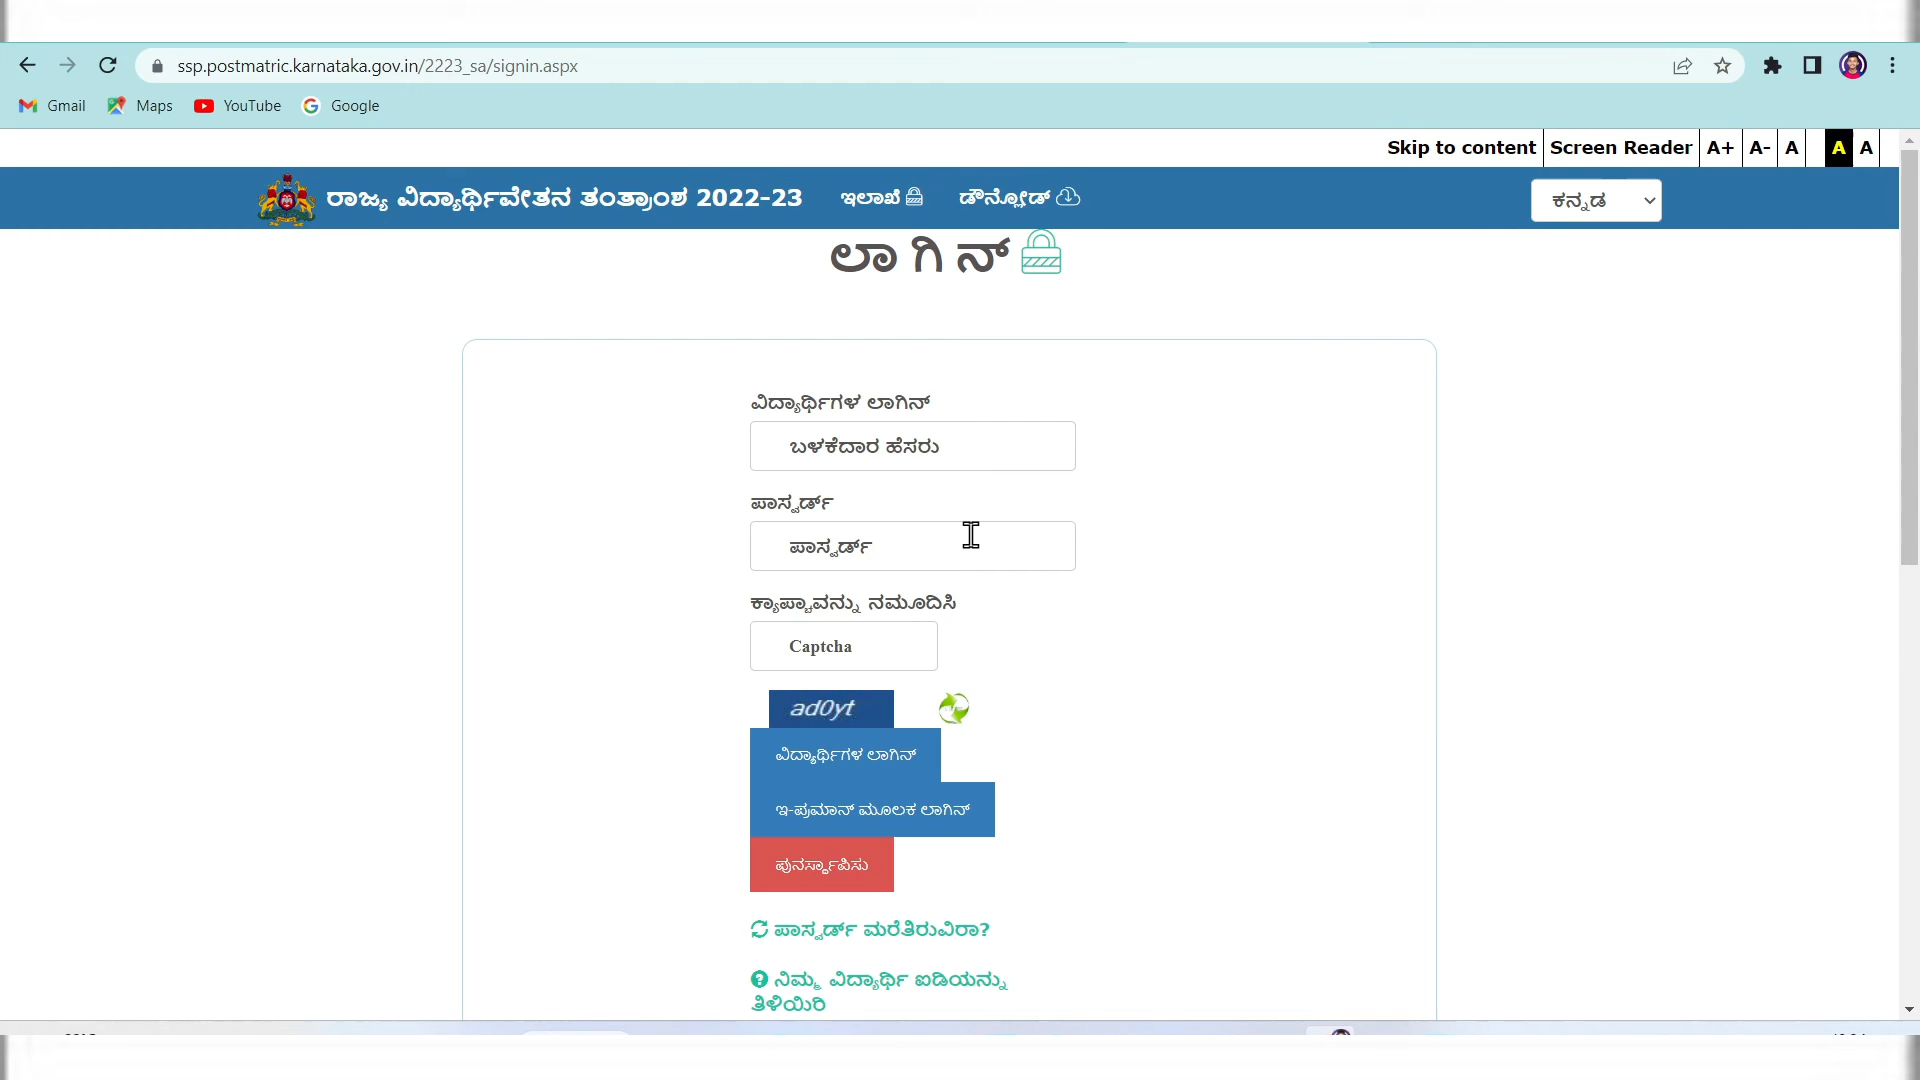 ssp.postmatric.karnataka.gov.in/2223_sa/signin.aspx
Gmail Maps YouTube Google
Skip to content Screen Reader A+ A- A A A
ರಾಜ್ಯ ವಿದ್ಯಾರ್ಥಿವೇತನ ತಂತ್ರಾಂಶ 2022-23 ಇಲಾಖೆ ಡೌನ್ಲೋಡ್ ಕನ್ನಡ
ಲಾಗಿನ್
ವಿದ್ಯಾರ್ಥಿಗಳ ಲಾಗಿನ್
ಬಳಕೆದಾರ ಹೆಸರು
ಪಾಸ್ವರ್ಡ್
ಪಾಸ್ವರ್ಡ್
ಕ್ಯಾಪ್ಚಾವನ್ನು ನಮೂದಿಸಿ
Captcha
ad0yt
ವಿದ್ಯಾರ್ಥಿಗಳ ಲಾಗಿನ್
ಇ-ಪ್ರಮಾನ್ ಮೂಲಕ ಲಾಗಿನ್
ಪುನರ್ಸ್ಥಾಪಿಸು
ಪಾಸ್ವರ್ಡ್ ಮರೆತಿರುವಿರಾ?
ನಿಮ್ಮ ವಿದ್ಯಾರ್ಥಿ ಐಡಿಯನ್ನು
ತಿಳಿಯಿರಿ